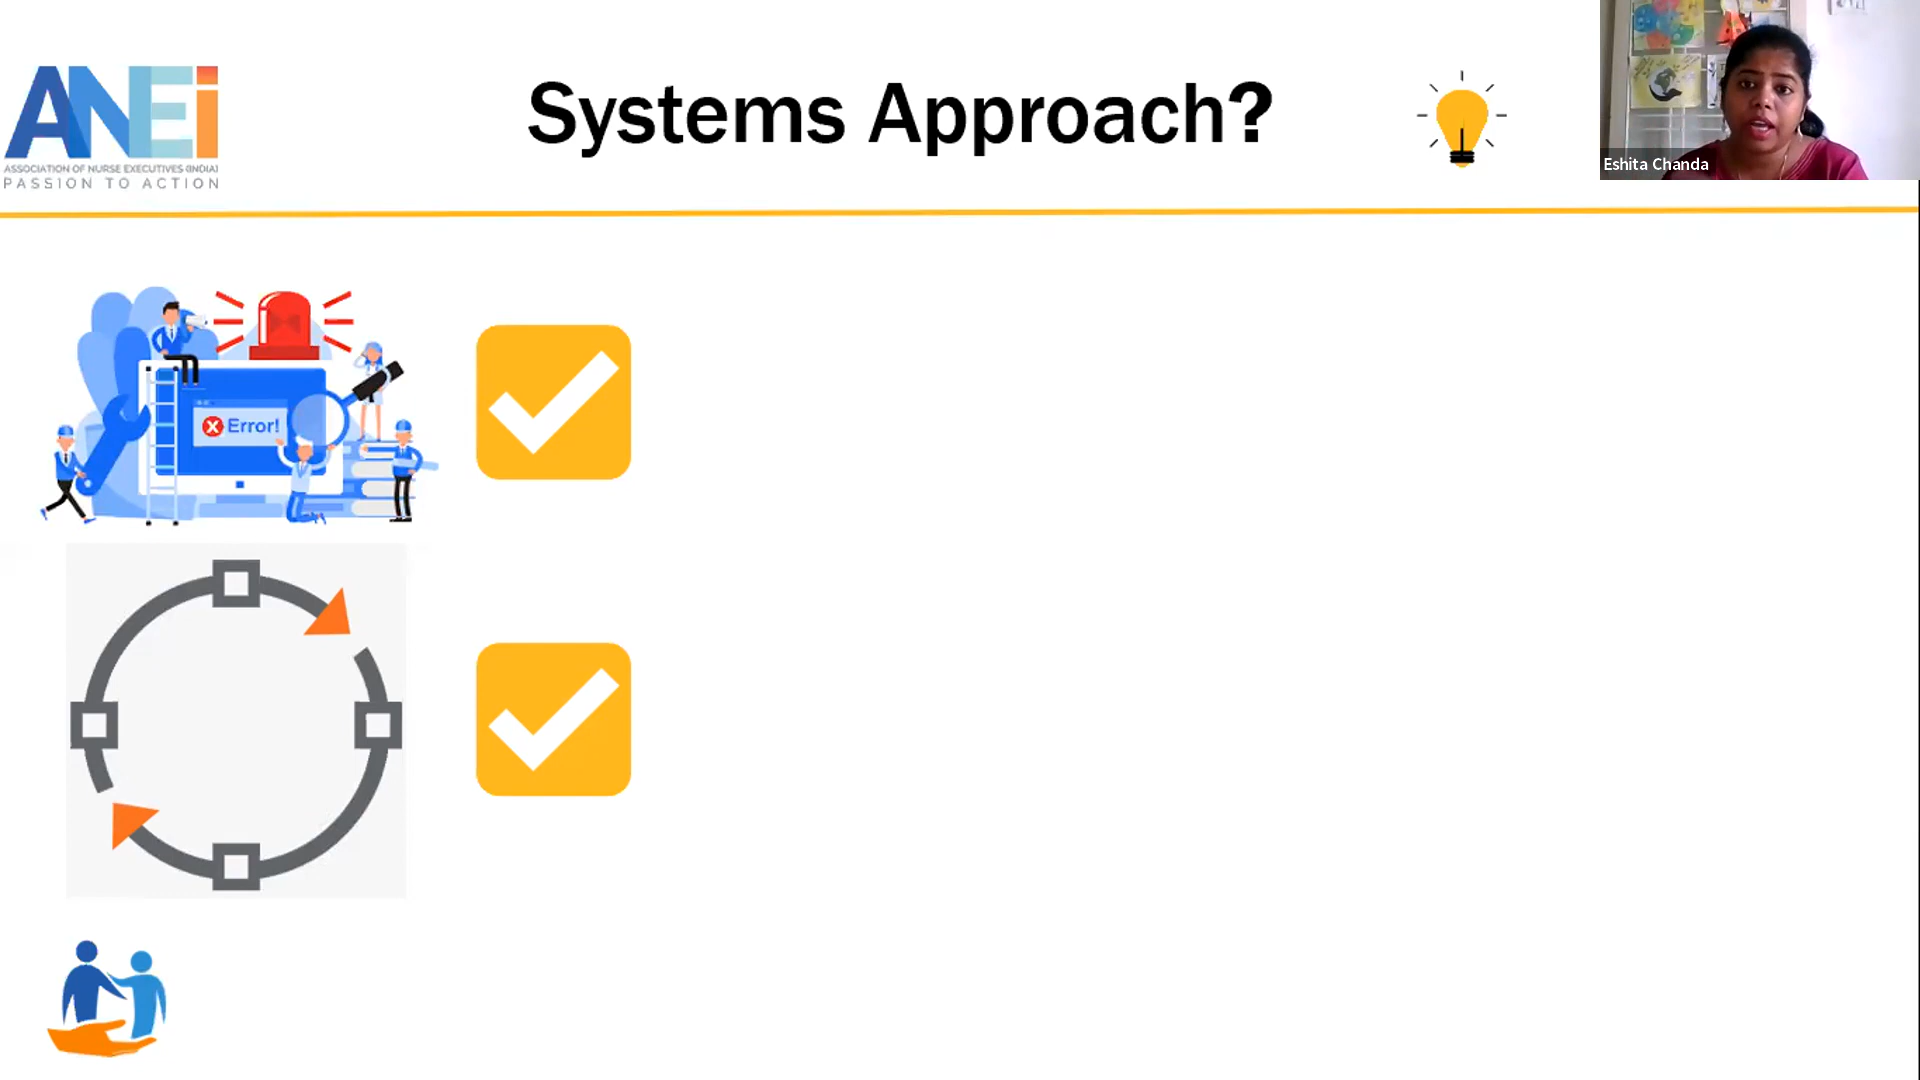 ANEi
ASSOCIATION OF NURSE EXECUTIVES (INDIA)
PASSION TO ACTION
Systems Approach?
Eshita Chanda
X Error!